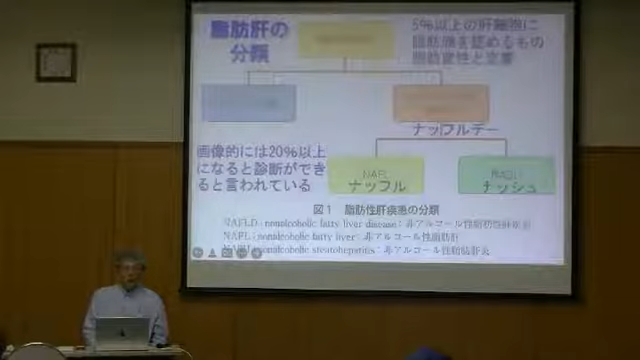 脂肪肝の
分類
5%以上の肝細胞に
脂肪滴を認めるもの
脂肪変性と定義
ナッフルデー
画像的には20%以上
になると診断ができ
ると言われている
NAFL
ナッフル
NASH
ナッシュ
図1 脂肪性肝疾患の分類
NAFLD : nonalcoholic fatty liver disease : 非アルコール性脂肪性肝疾患
NAFL : nonalcoholic fatty liver : 非アルコール性脂肪肝
nonalcoholic steatohepatitis : 非アルコール性脂肪肝炎